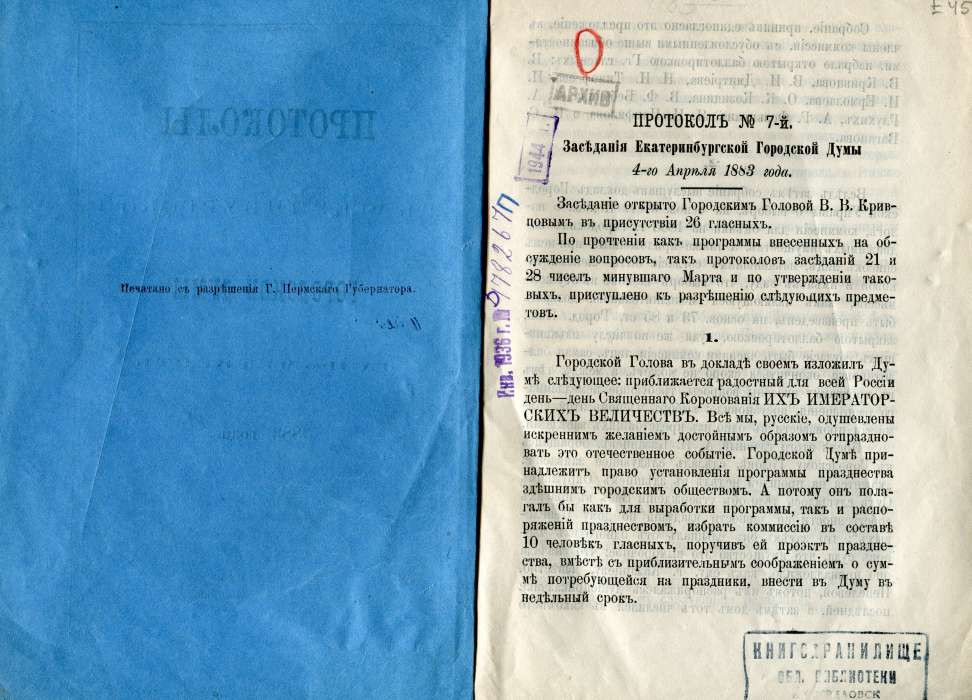 Печатано съ разрѣшенія Г. Пермскаго Губернатора.
Е 45
АРХИВ
1944
Инв. 1936 г. № 782671
ПРОТОКОЛЪ № 7-й.
Засѣданія Екатеринбургской Городской Думы
4-го Апрѣля 1883 года.
Засѣданіе открыто Городскимъ Головой В. В. Крив-
цовымъ въ присутствіи 26 гласныхъ.
По прочтеніи какъ программы внесенныхъ на об-
сужденіе вопросовъ, такъ протоколовъ засѣданій 21 и
28 чиселъ минувшаго Марта и по утвержденіи тако-
выхъ, приступлено къ разрѣшенію слѣдующихъ предме-
товъ.
1.
Городской Голова въ докладѣ своемъ изложилъ Ду-
мѣ слѣдующее: приближается радостный для всей Россіи
день—день Священнаго Коронованія ИХЪ ИМПЕРАТОР-
СКИХЪ ВЕЛИЧЕСТВЪ. Всѣ мы, русскіе, одушевлены
искреннимъ желаніемъ достойнымъ образомъ отпраздно-
вать это отечественное событіе. Городской Думѣ при-
надлежитъ право установленія программы празднества
здѣшнимъ городскимъ обществомъ. А потому онъ пола-
галъ бы какъ для выработки программы, такъ и распо-
ряженій празднествомъ, избрать коммиссію въ составѣ
10 человѣкъ гласныхъ, поручивъ ей проэктъ праздне-
ства, вмѣстѣ съ приблизительнымъ соображеніемъ о сум-
мѣ потребующейся на праздники, внести въ Думу въ
недѣльный срокъ.
КНИГОХРАНИЛИЩЕ
ОБЛ. БИБЛИОТЕКИ